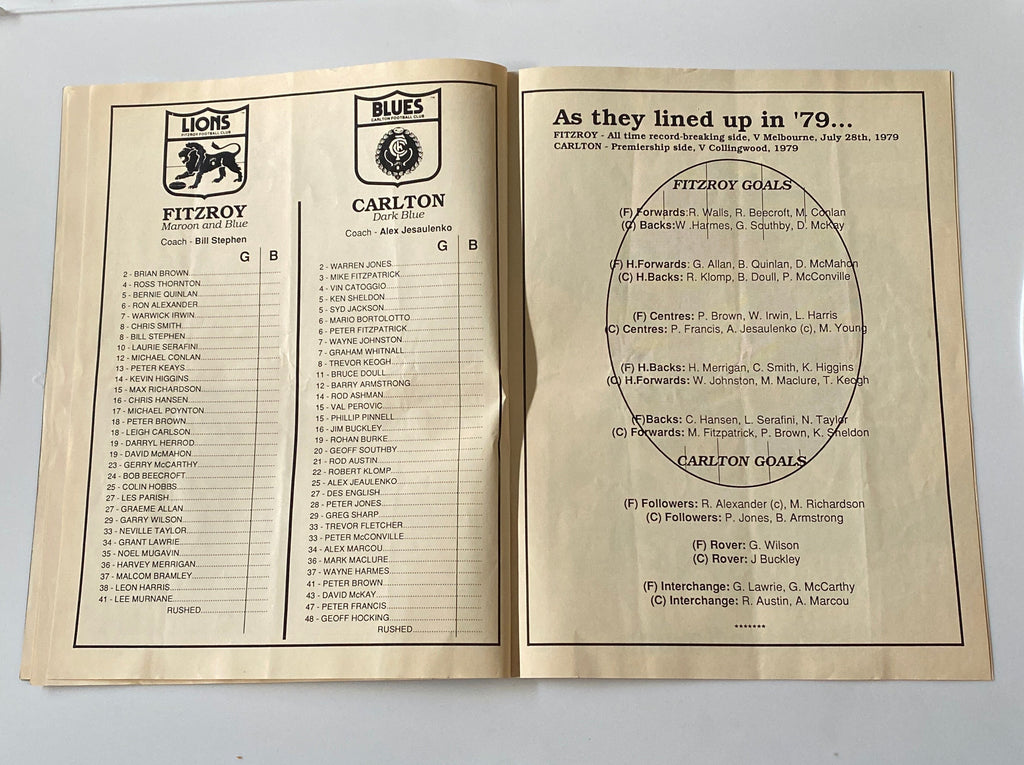 LIONS
FITZROY FOOTBALL CLUB
FITZROY
Maroon and Blue
Coach - Bill Stephen
G B
2 - BRIAN BROWN
4 - ROSS THORNTON
5 - BERNIE QUINLAN
6 - RON ALEXANDER
7 - WARWICK IRWIN
8 - CHRIS SMITH
8 - BILL STEPHEN
10 - LAURIE SERAFINI
12 - MICHAEL CONLAN
13 - PETER KEAYS
14 - KEVIN HIGGINS
15 - MAX RICHARDSON
16 - CHRIS HANSEN
17 - MICHAEL POYNTON
18 - PETER BROWN
18 - LEIGH CARLSON
19 - DARRYL HERROD
19 - DAVID McMAHON
23 - GERRY McCARTHY
24 - BOB BEECROFT
25 - COLIN HOBBS
27 - LES PARISH
27 - GRAEME ALLAN
29 - GARRY WILSON
33 - NEVILLE TAYLOR
34 - GRANT LAWRIE
35 - NOEL MUGAVIN
36 - HARVEY MERRIGAN
37 - MALCOM BRAMLEY
38 - LEON HARRIS
41 - LEE MURNANE
RUSHED
BLUES
CARLTON FOOTBALL CLUB
CFC
CARLTON
Dark Blue
Coach - Alex Jesaulenko
G B
2 - WARREN JONES
3 - MIKE FITZPATRICK
4 - VIN CATOGGIO
5 - KEN SHELDON
5 - SYD JACKSON
6 - MARIO BORTOLOTTO
6 - PETER FITZPATRICK
7 - WAYNE JOHNSTON
7 - GRAHAM WHITNALL
8 - TREVOR KEOGH
11 - BRUCE DOULL
12 - BARRY ARMSTRONG
14 - ROD ASHMAN
15 - VAL PEROVIC
15 - PHILLIP PINNELL
16 - JIM BUCKLEY
19 - ROHAN BURKE
20 - GEOFF SOUTHBY
21 - ROD AUSTIN
22 - ROBERT KLOMP
25 - ALEX JEAULENKO
27 - DES ENGLISH
28 - PETER JONES
29 - GREG SHARP
33 - TREVOR FLETCHER
33 - PETER McCONVILLE
34 - ALEX MARCOU
36 - MARK MACLURE
37 - WAYNE HARMES
41 - PETER BROWN
43 - DAVID McKAY
47 - PETER FRANCIS
48 - GEOFF HOCKING
RUSHED
As they lined up in '79...
FITZROY - All time record-breaking side, V Melbourne, July 28th, 1979
CARLTON - Premiership side, V Collingwood, 1979
FITZROY GOALS
(F) Forwards:R. Walls, R. Beecroft, M. Conlan
(C) Backs:W .Harmes, G. Southby, D. McKay
(F) H.Forwards: G. Allan, B. Quinlan, D. McMahon
(C) H.Backs: R. Klomp, B. Doull, P. McConville
(F) Centres: P. Brown, W. Irwin, L. Harris
(C) Centres: P. Francis, A. Jesaulenko (c), M. Young
(F) H.Backs: H. Merrigan, C. Smith, K. Higgins
(C) H.Forwards: W. Johnston, M. Maclure, T. Keogh
(F)Backs: C. Hansen, L. Serafini, N. Taylor
(C) Forwards: M. Fitzpatrick, P. Brown, K. Sheldon
CARLTON GOALS
(F) Followers: R. Alexander (c), M. Richardson
(C) Followers: P. Jones, B. Armstrong
(F) Rover: G. Wilson
(C) Rover: J Buckley
(F) Interchange: G. Lawrie, G. McCarthy
(C) Interchange: R. Austin, A. Marcou
*******